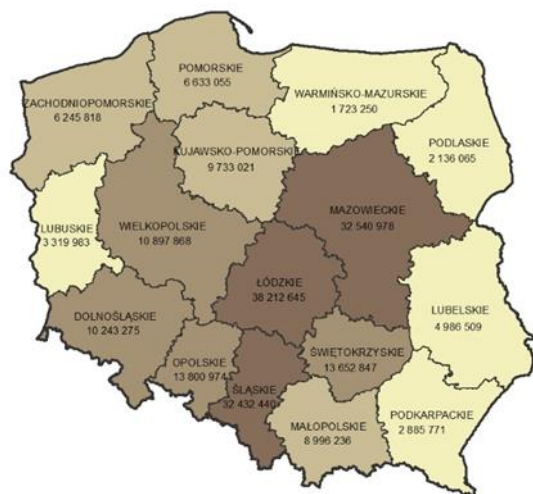 POMORSKIE
6 633 055
ZACHODNIOPOMORSKIE
6 245 818
WARMIŃSKO-MAZURSKIE
1 723 250
PODLASKIE
2 136 065
KUJAWSKO-POMORSKIE
9 733 021
MAZOWIECKIE
32 540 978
LUBUSKIE
3 319 983
WIELKOPOLSKIE
10 897 868
ŁÓDZKIE
38 212 645
LUBELSKIE
4 986 509
DOLNOŚLĄSKIE
10 243 275
OPOLSKIE
13 800 974
ŚWIĘTOKRZYSKIE
13 652 847
ŚLĄSKIE
32 432 440
MAŁOPOLSKIE
8 996 236
PODKARPACKIE
2 885 771